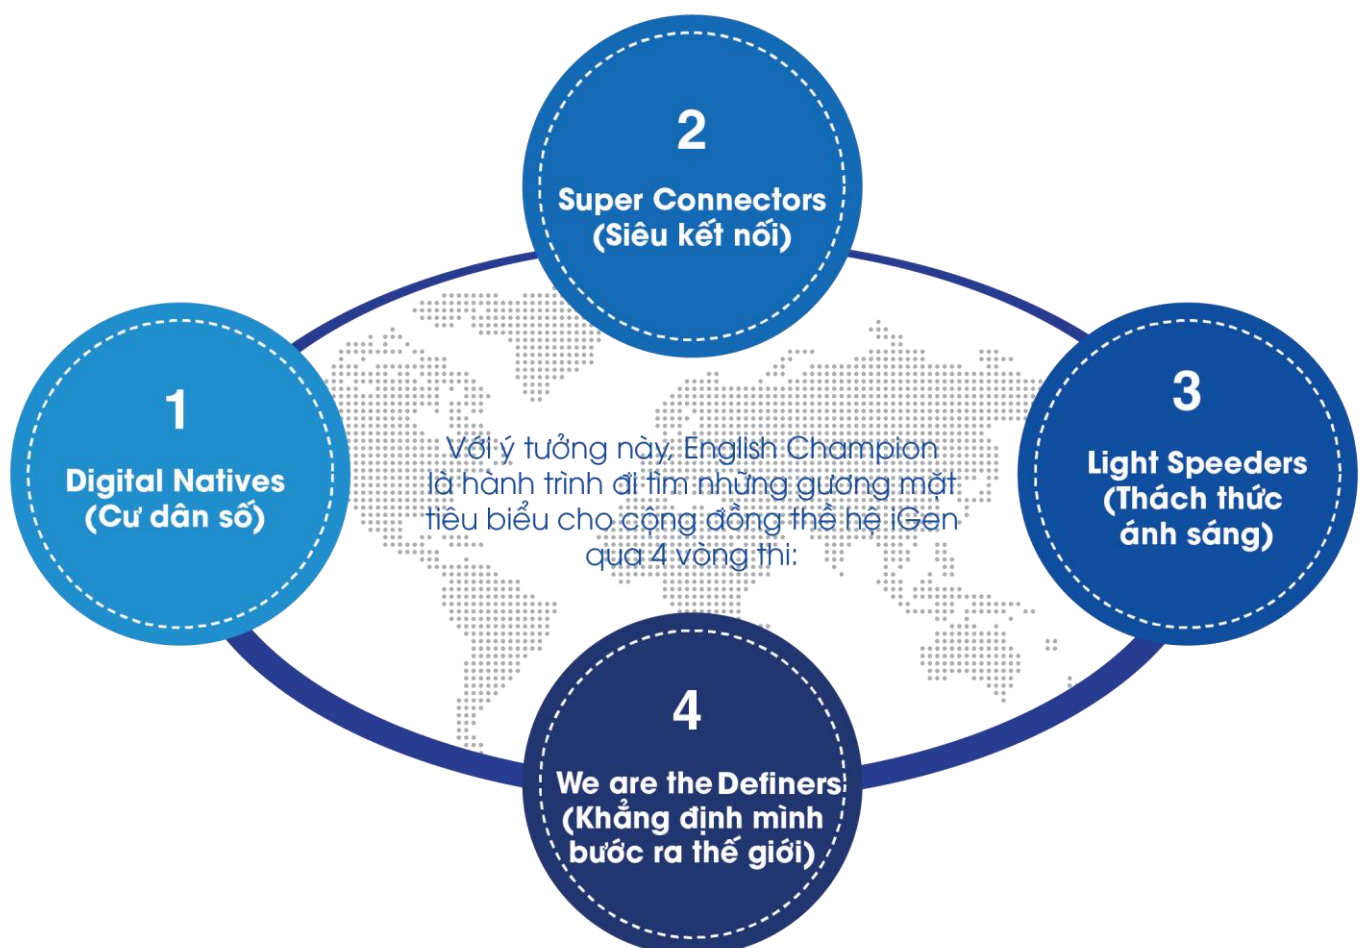 2
Super Connectors
(Siêu kết nối)
1
Digital Natives
(Cư dân số)
3
Light Speeders
(Thách thức
ánh sáng)
Với ý tưởng này, English Champion
là hành trình đi tìm những gương mặt
tiêu biểu cho cộng đồng thế hệ iGen
qua 4 vòng thi:
4
We are the Definers
(Khẳng định mình
bước ra thế giới)